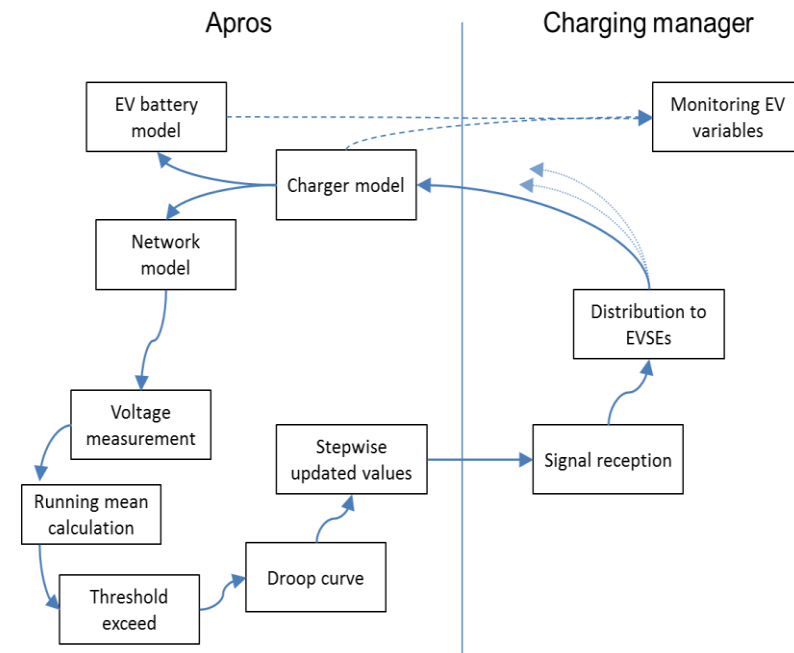 Apros
Charging manager
EV battery
model
Monitoring EV
variables
Charger model
Network
model
Distribution to
EVSEs
Voltage
measurement
Stepwise
updated values
Signal reception
Running mean
calculation
Droop curve
Threshold
exceed